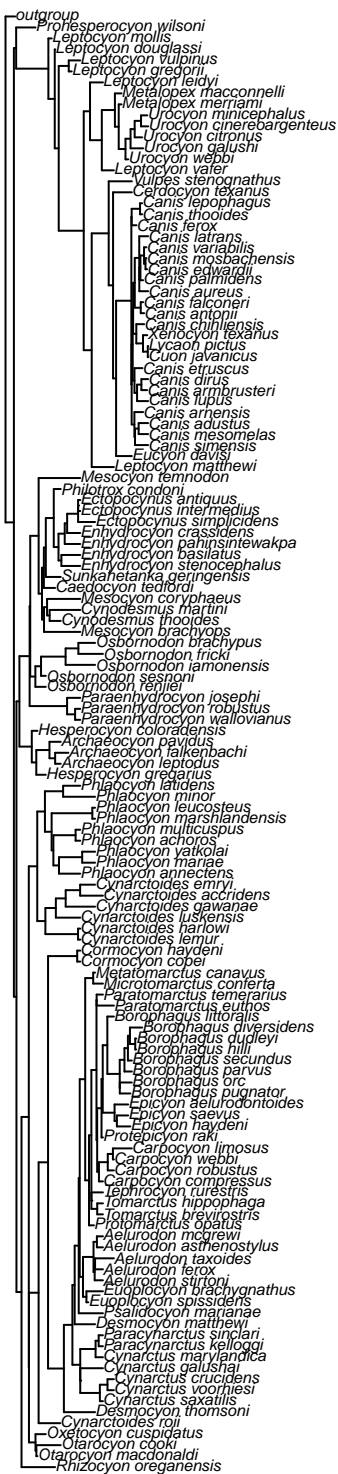 outgroup
Prohesperocyon wilsoni
Leptocyon mollis
Leptocyon douglassi
Leptocyon vulpinus
Leptocyon gregorii
Leptocyon leidyi
Metalopex macconnelli
Metalopex merriami
Urocyon minicephalus
Urocyon cinereoargenteus
Urocyon citronus
Urocyon galushi
Urocyon webbi
Leptocyon vafer
Vulpes stenognathus
Cerdocyon texanus
Canis lepophagus
Canis thooides
Canis ferox
Canis latrans
Canis variabilis
Canis mosbachensis
Canis edwardii
Canis palmidens
Canis aureus
Canis falconeri
Canis antonii
Canis chihliensis
Xenocyon texanus
Lycaon pictus
Cuon javanicus
Canis etruscus
Canis dirus
Canis armbrusteri
Canis lupus
Canis arnensis
Canis adustus
Canis mesomelas
Canis simensis
Eucyon davisi
Leptocyon matthewi
Mesocyon temnodon
Philotrox condoni
Ectopocynus antiquus
Ectopocynus intermedius
Ectopocynus simplicidens
Enhydrocyon crassidens
Enhydrocyon pahinsintewakpa
Enhydrocyon basilatus
Enhydrocyon stenocephalus
Sunkahetanka geringensis
Caedocyon tedfordi
Mesocyon coryphaeus
Cynodesmus martini
Cynodesmus thooides
Mesocyon brachyops
Osbornodon brachypus
Osbornodon fricki
Osbornodon iamonensis
Osbornodon sesnoni
Osbornodon renjiei
Paraenhydrocyon josephi
Paraenhydrocyon robustus
Paraenhydrocyon wallovianus
Hesperocyon coloradensis
Archaeocyon pavidus
Archaeocyon falkenbachi
Archaeocyon leptodus
Hesperocyon gregarius
Phlaocyon latidens
Phlaocyon minor
Phlaocyon leucosteus
Phlaocyon marshlandensis
Phlaocyon multicuspus
Phlaocyon achoros
Phlaocyon yatkolai
Phlaocyon mariae
Phlaocyon annectens
Cynarctoides emryi
Cynarctoides accridens
Cynarctoides gawanae
Cynarctoides luskensis
Cynarctoides harlowi
Cynarctoides lemur
Cormocyon haydeni
Cormocyon copei
Metatomarctus canavus
Microtomarctus conferta
Paratomarctus temerarius
Paratomarctus euthos
Borophagus littoralis
Borophagus diversidens
Borophagus dudleyi
Borophagus hilli
Borophagus secundus
Borophagus parvus
Borophagus orc
Borophagus pugnator
Epicyon aelurodontoides
Epicyon saevus
Epicyon haydeni
Protepicyon raki
Carpocyon limosus
Carpocyon webbi
Carpocyon robustus
Carpocyon compressus
Tephrocyon rurestris
Tomarctus hippophaga
Tomarctus brevirostris
Protomarctus opatus
Aelurodon mcgrewi
Aelurodon asthenostylus
Aelurodon taxoides
Aelurodon ferox
Aelurodon stirtoni
Euoplocyon brachygnathus
Euoplocyon spissidens
Psalidocyon marianae
Desmocyon matthewi
Paracynarctus sinclari
Paracynarctus kelloggi
Cynarctus marylandica
Cynarctus galushai
Cynarctus crucidens
Cynarctus voorhiesi
Cynarctus saxatilis
Desmocyon thomsoni
Cynarctoides roii
Oxetocyon cuspidatus
Otarocyon cooki
Otarocyon macdonaldi
Rhizocyon oreganensis